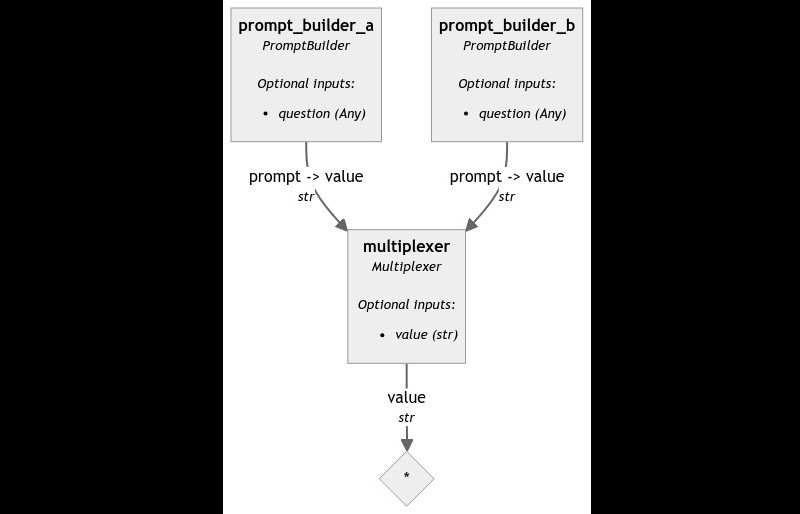 prompt_builder_a
PromptBuilder
Optional inputs:
• question (Any)
prompt_builder_b
PromptBuilder
Optional inputs:
• question (Any)
prompt -> value
str
prompt -> value
str
multiplexer
Multiplexer
Optional inputs:
• value (str)
value
str
*